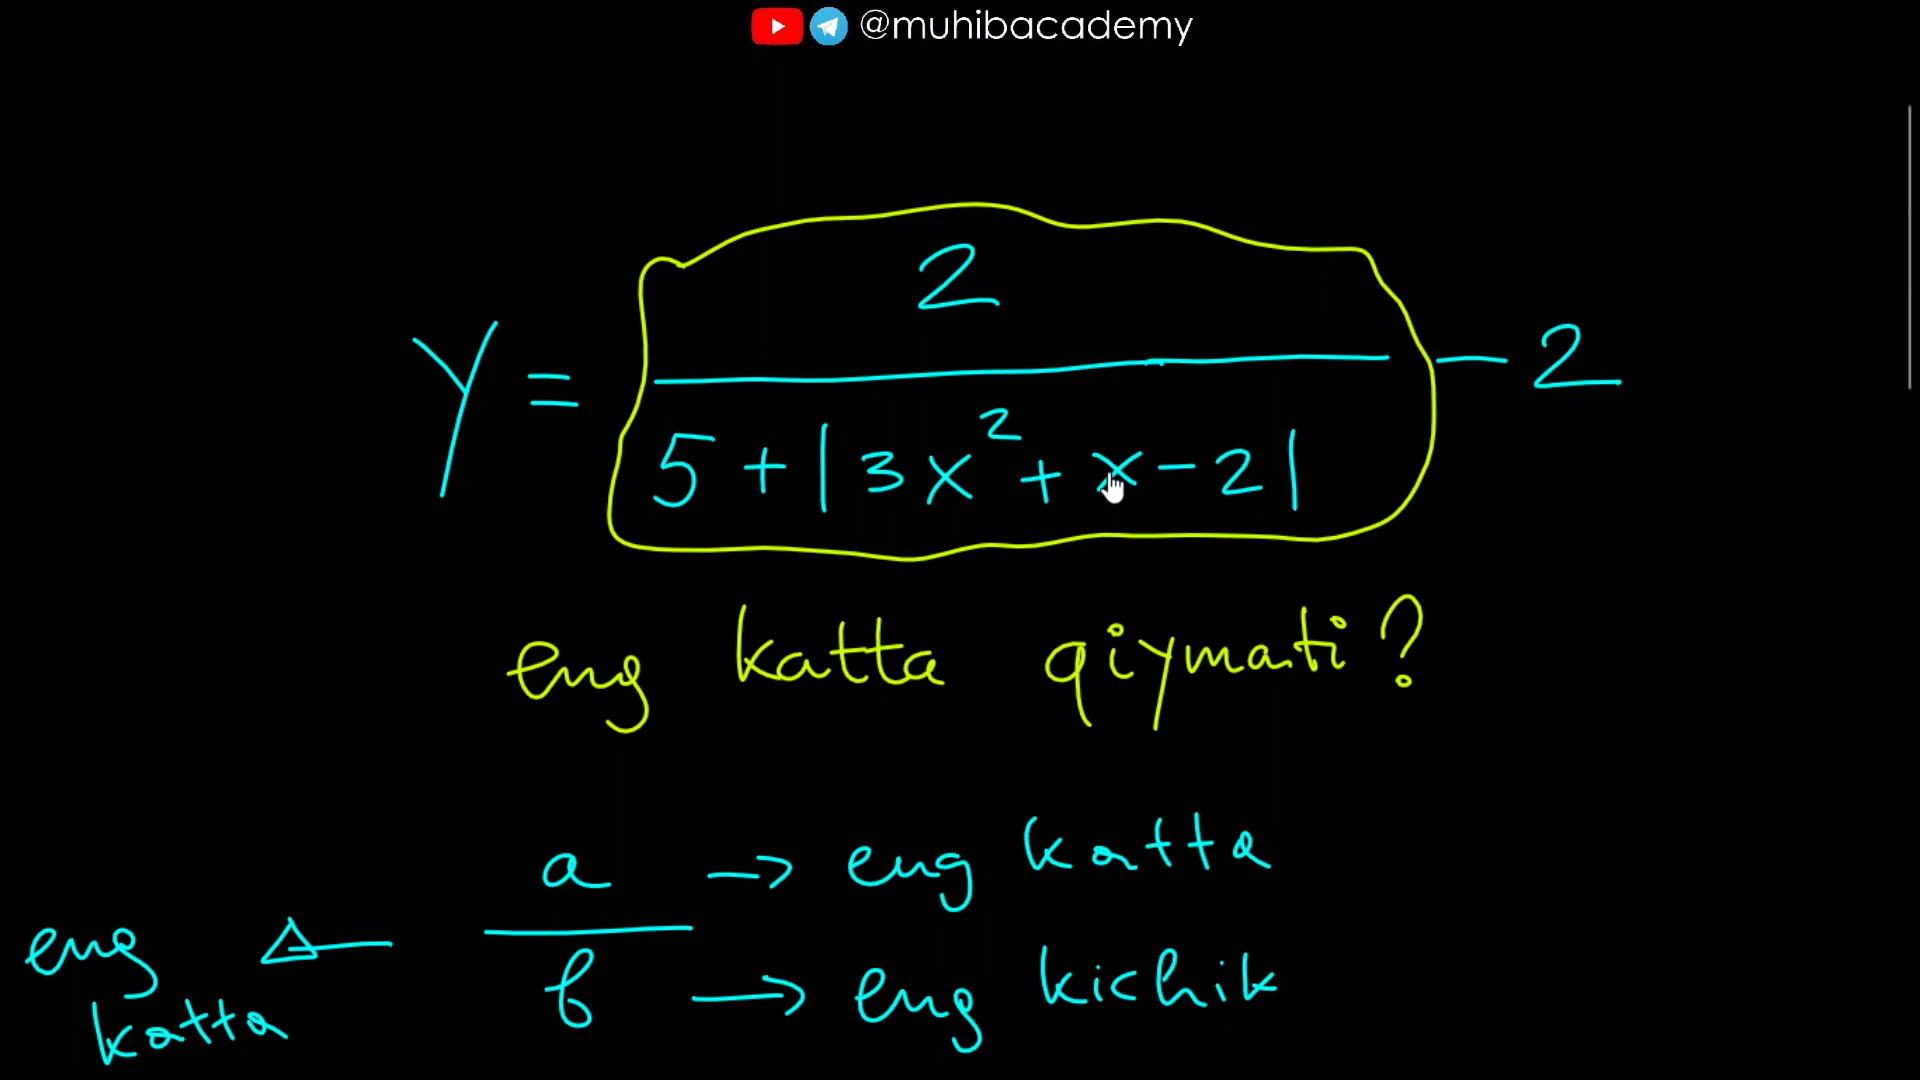 @muhibacademy
y = 2 / (5 + |3x² + x - 2|) - 2
eng katta qiymati?
a → eng katta
eng katta ← a/b
b → eng kichik